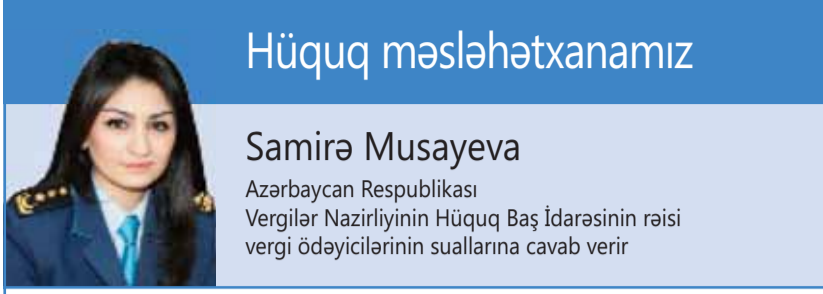 Hüquq məsləhətxanamız
Samirə Musayeva
Azərbaycan Respublikası
Vergilər Nazirliyinin Hüquq Baş İdarəsinin rəisi
vergi ödəyicilərinin suallarına cavab verir